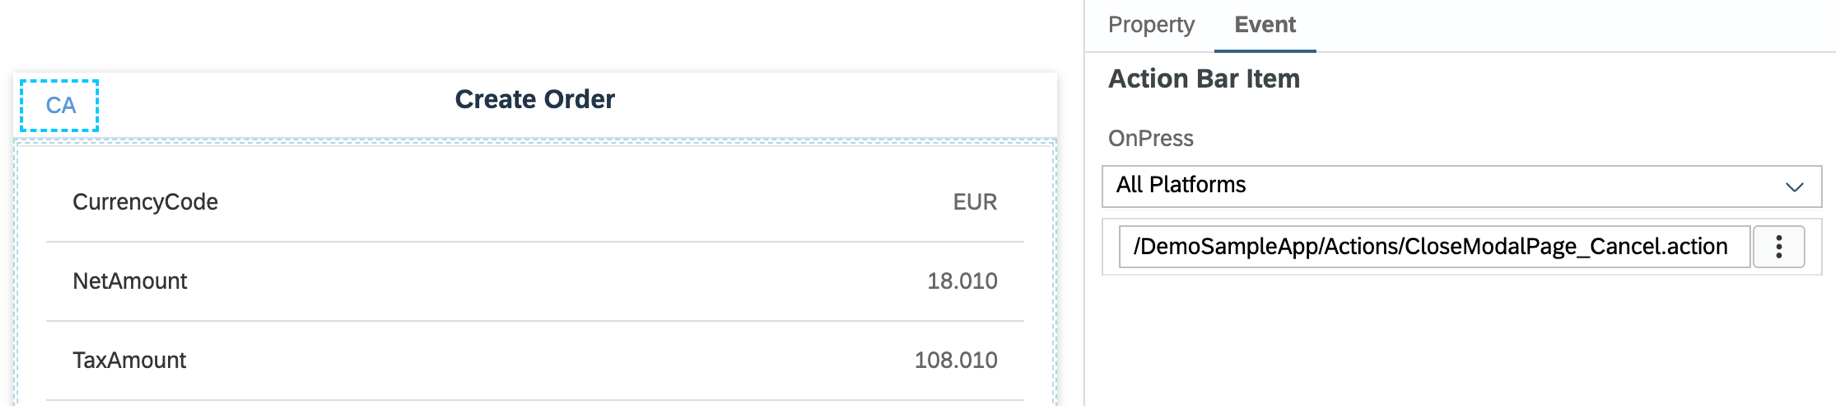 CA
Create Order
CurrencyCode EUR
NetAmount 18.010
TaxAmount 108.010
Property Event
Action Bar Item
OnPress
All Platforms
/DemoSampleApp/Actions/CloseModalPage_Cancel.action